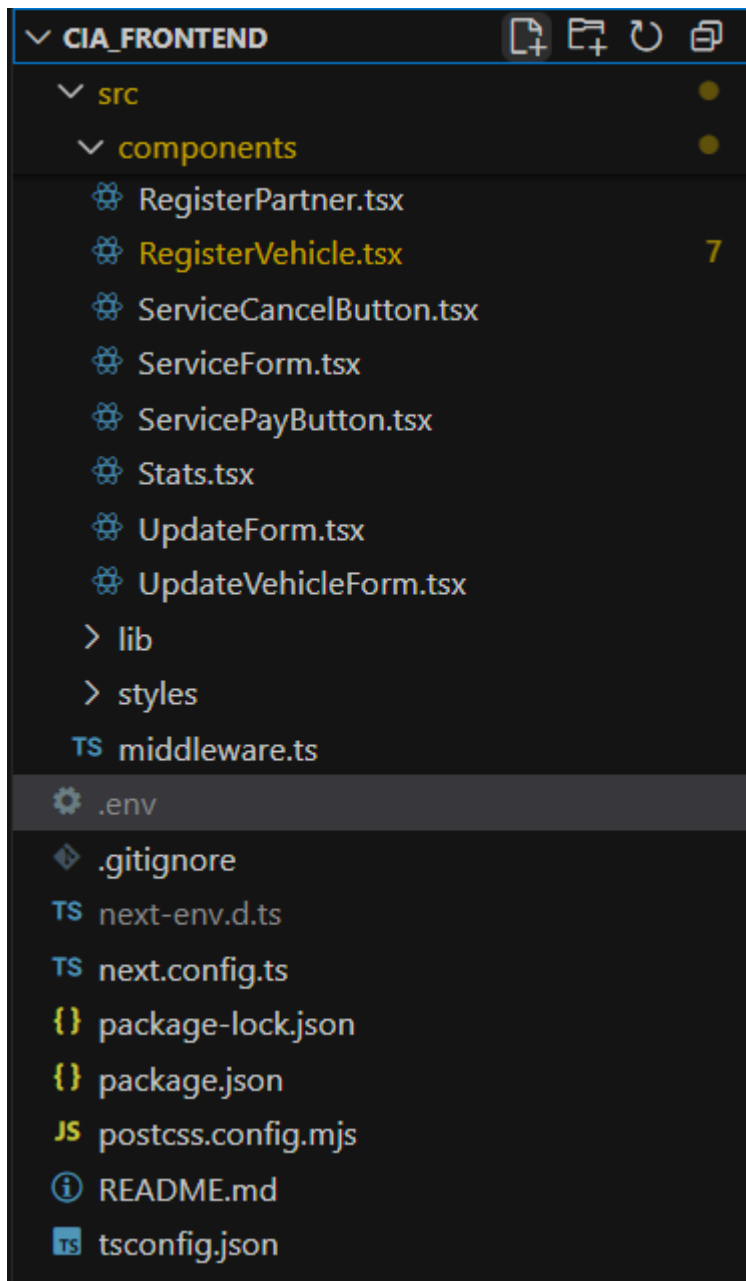 CIA_FRONTEND
src
components
RegisterPartner.tsx
RegisterVehicle.tsx 7
ServiceCancelButton.tsx
ServiceForm.tsx
ServicePayButton.tsx
Stats.tsx
UpdateForm.tsx
UpdateVehicleForm.tsx
lib
styles
TS middleware.ts
.env
.gitignore
TS next-env.d.ts
TS next.config.ts
{} package-lock.json
{} package.json
JS postcss.config.mjs
README.md
TS tsconfig.json